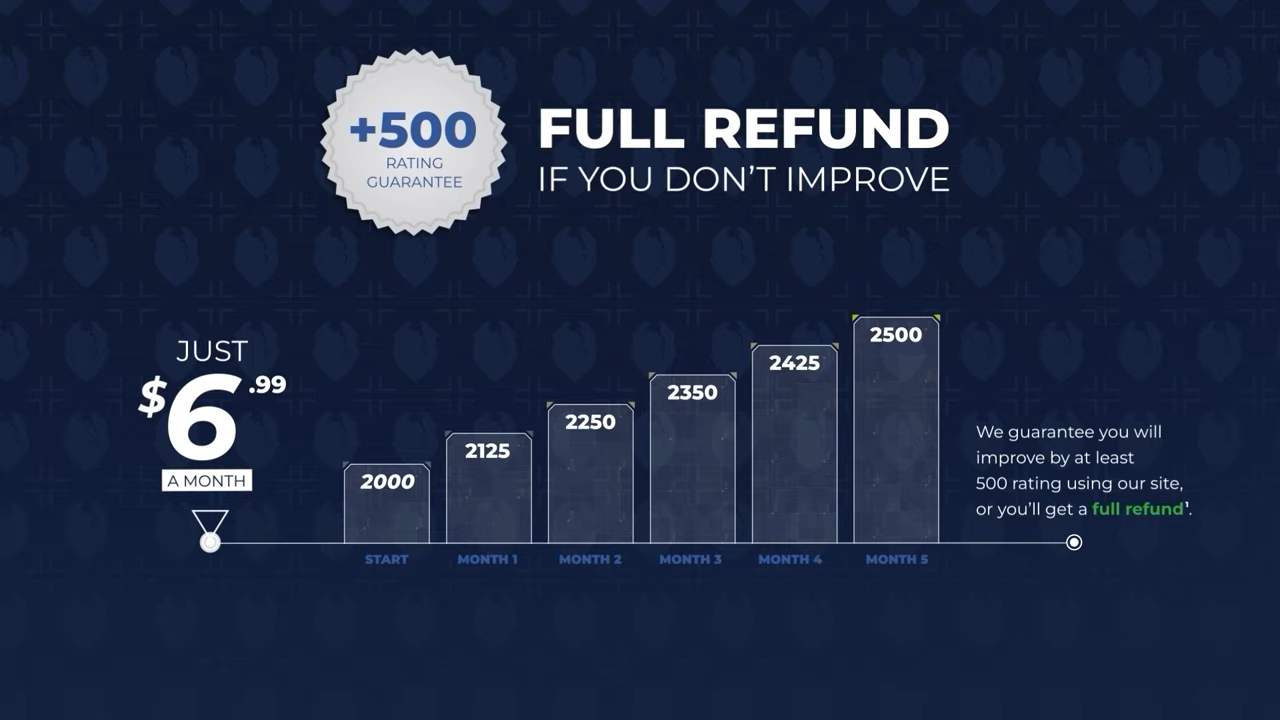 +500
RATING
GUARANTEE
FULL REFUND
IF YOU DON'T IMPROVE
JUST
$6.99
A MONTH
2000
2125
2250
2350
2425
2500
START
MONTH 1
MONTH 2
MONTH 3
MONTH 4
MONTH 5
We guarantee you will
improve by at least
500 rating using our site,
or you'll get a full refund¹.